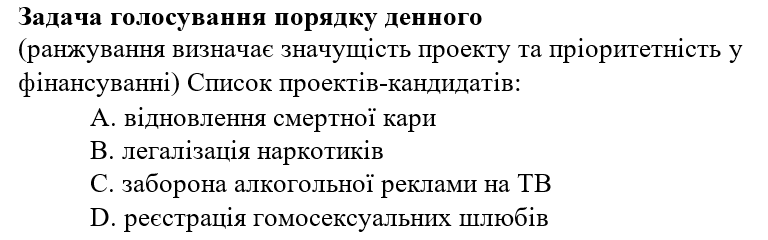 Задача голосування порядку денного
(ранжування визначає значущість проекту та пріоритетність у
фінансуванні) Список проектів-кандидатів:
A. відновлення смертної кари
B. легалізація наркотиків
C. заборона алкогольної реклами на ТВ
D. реєстрація гомосексуальних шлюбів